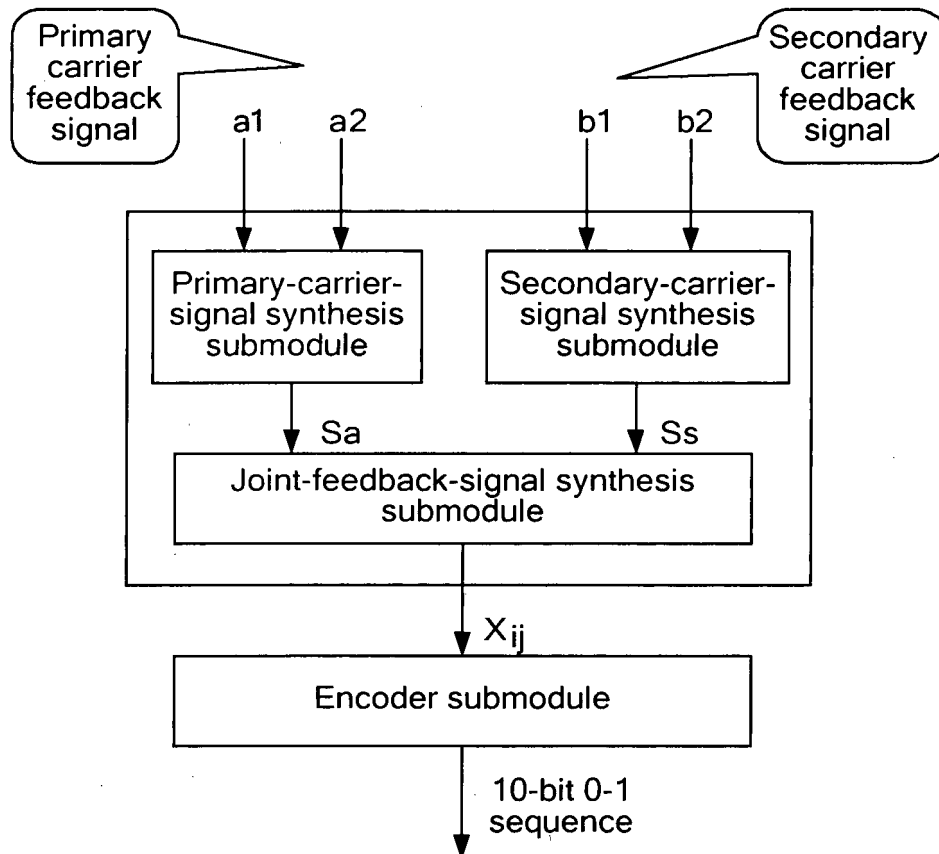 Primary
carrier
feedback
signal
Secondary
carrier
feedback
signal
a1
a2
b1
b2
Primary-carrier-
signal synthesis
submodule
Secondary-carrier-
signal synthesis
submodule
Sa
Ss
Joint-feedback-signal synthesis
submodule
Xij
Encoder submodule
10-bit 0-1
sequence